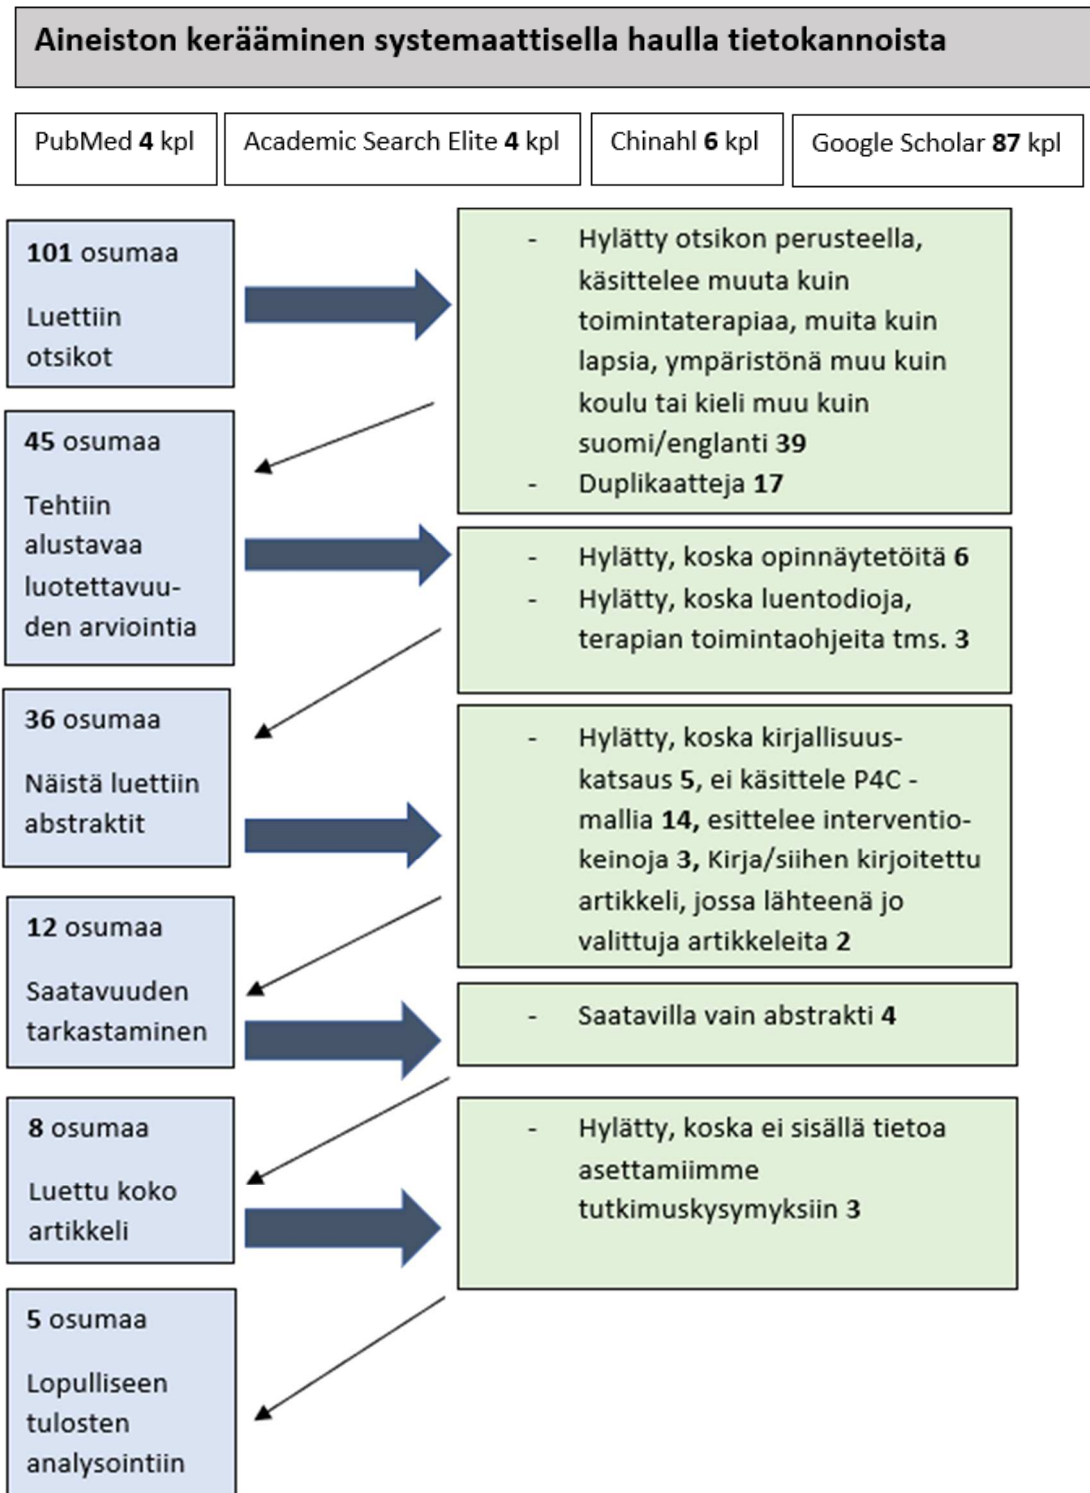 Aineiston kerääminen systemaattisella haulla tietokannoista
PubMed 4 kpl
Academic Search Elite 4 kpl
Chinahl 6 kpl
Google Scholar 87 kpl
101 osumaa
Luettiin
otsikot
- Hylätty otsikon perusteella,
käsittelee muuta kuin
toimintaterapiaa, muita kuin
lapsia, ympäristönä muu kuin
koulu tai kieli muu kuin
suomi/englanti 39
- Duplikaatteja 17
45 osumaa
Tehtiin
alustavaa
luotettavuu-
den arviointia
- Hylätty, koska opinnäytetöitä 6
- Hylätty, koska luentodioja,
terapian toimintaohjeita tms. 3
36 osumaa
Näistä luettiin
abstraktit
- Hylätty, koska kirjallisuus-
katsaus 5, ei käsittele P4C -
mallia 14, esittelee interventio-
keinoja 3, Kirja/siihen kirjoitettu
artikkeli, jossa lähteenä jo
valittuja artikkeleita 2
12 osumaa
Saatavuuden
tarkastaminen
- Saatavilla vain abstrakti 4
8 osumaa
Luettu koko
artikkeli
- Hylätty, koska ei sisällä tietoa
asettamiimme
tutkimuskysymyksiin 3
5 osumaa
Lopulliseen
tulosten
analysointiin